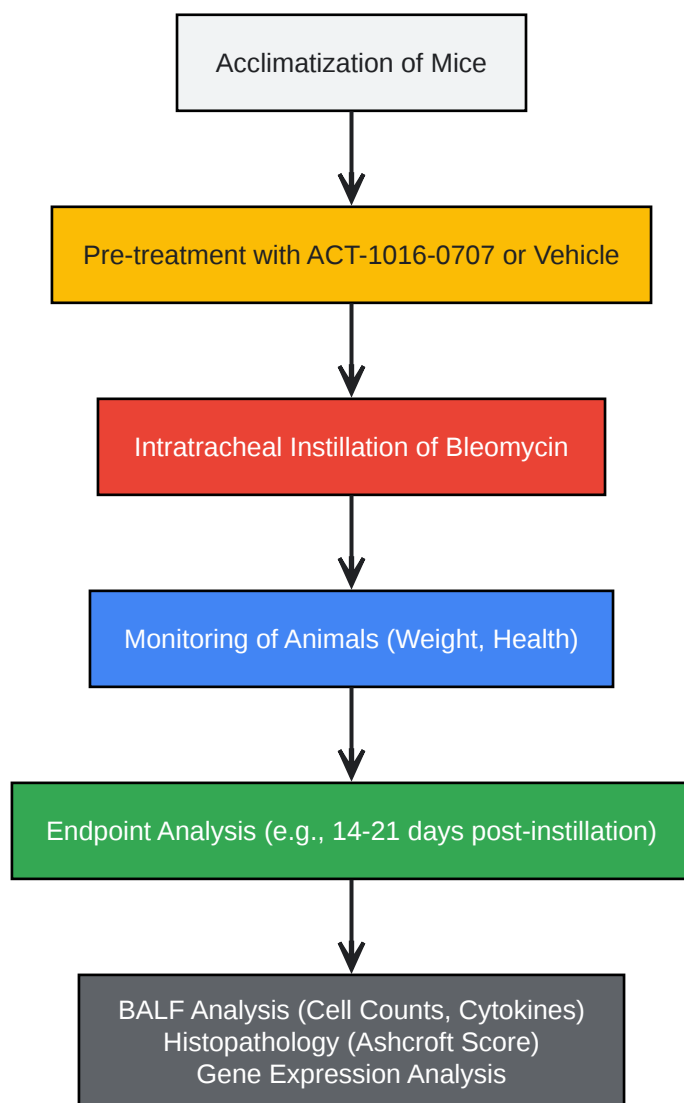 Acclimatization of Mice
Pre-treatment with ACT-1016-0707 or Vehicle
Intratracheal Instillation of Bleomycin
Monitoring of Animals (Weight, Health)
Endpoint Analysis (e.g., 14-21 days post-instillation)
BALF Analysis (Cell Counts, Cytokines)
Histopathology (Ashcroft Score)
Gene Expression Analysis